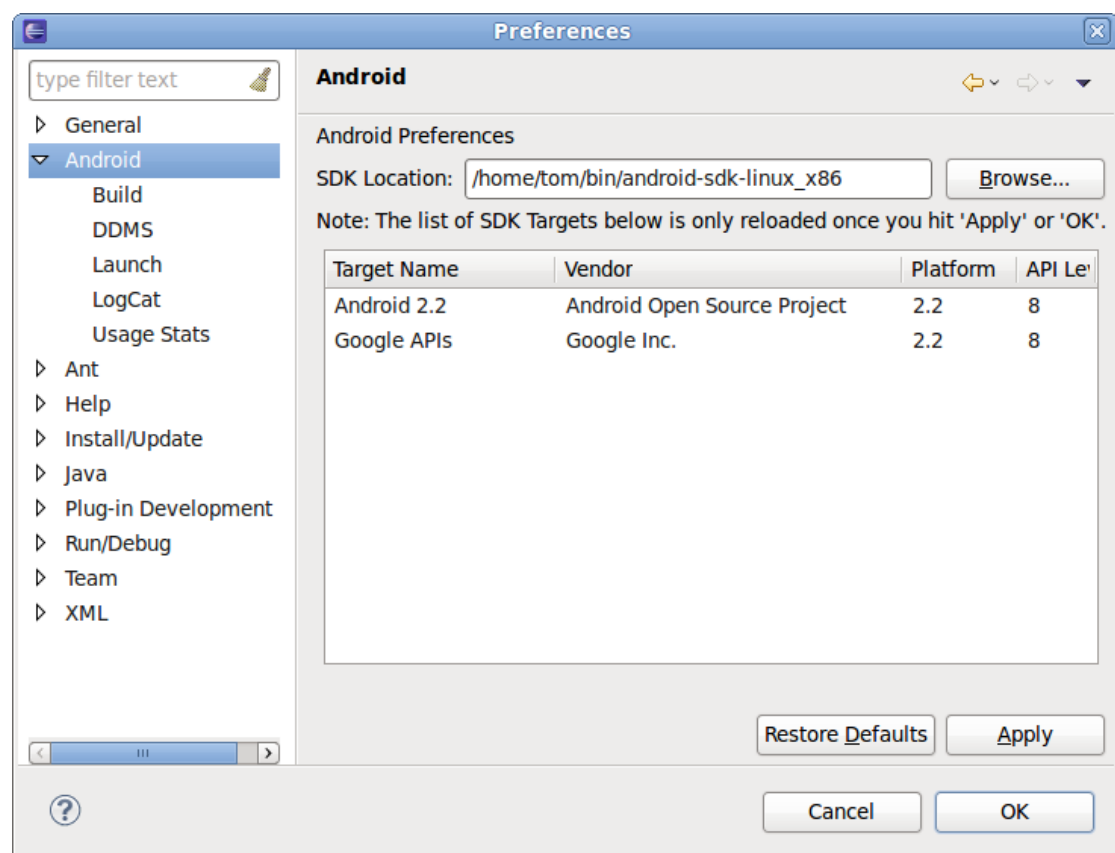 Preferences
type filter text
General
Android
Build
DDMS
Launch
LogCat
Usage Stats
Ant
Help
Install/Update
Java
Plug-in Development
Run/Debug
Team
XML
Android
Android Preferences
SDK Location: /home/tom/bin/android-sdk-linux_x86 Browse...
Note: The list of SDK Targets below is only reloaded once you hit 'Apply' or 'OK'.
Target Name Vendor Platform API Le
Android 2.2 Android Open Source Project 2.2 8
Google APIs Google Inc. 2.2 8
Restore Defaults Apply
? Cancel OK